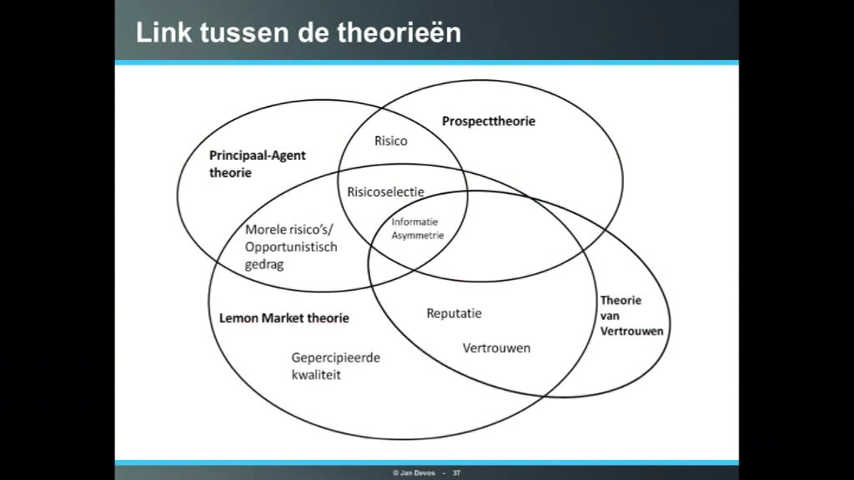 Link tussen de theorieën
Prospecttheorie
Risico
Principaal-Agent
theorie
Risicoselectie
Informatie
Asymmetrie
Morele risico's/
Opportunistisch
gedrag
Theorie
van
Vertrouwen
Reputatie
Lemon Market theorie
Vertrouwen
Gepercipieerde
kwaliteit
© Jan Devos - 37